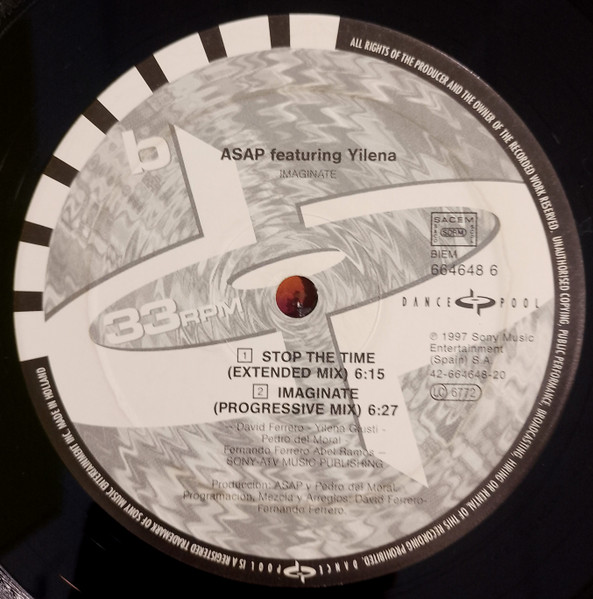 ALL RIGHTS OF THE PRODUCER AND THE OWNER OF THE RECORDED WORK RESERVED. UNAUTHORISED COPYING, PUBLIC PERFORMANCE, BROADCASTING, HIRING OR RENTAL OF THIS RECORDING PROHIBITED. DANCE POOL IS A REGISTERED TRADEMARK OF SONY MUSIC ENTERTAINMENT INC. MADE IN HOLLAND
b
ASAP featuring Yilena
IMAGINATE
SACEM
SDRM
BIEM
664648 6
DANCE POOL
33RPM
℗ 1997 Sony Music
Entertainment
(Spain) S.A.
42-664648-20
LC 6772
1 STOP THE TIME
(EXTENDED MIX) 6:15
2 IMAGINATE
(PROGRESSIVE MIX) 6:27
– David Ferrero - Yilena Giusti -
Pedro del Moral -
Fernando Ferrero Abel Ramos –
SONY-ATV MUSIC PUBLISHING
Producción: ASAP y Pedro del Moral-
Programación, Mezcla y Arreglos: David Ferrero-
Fernando Ferrero.